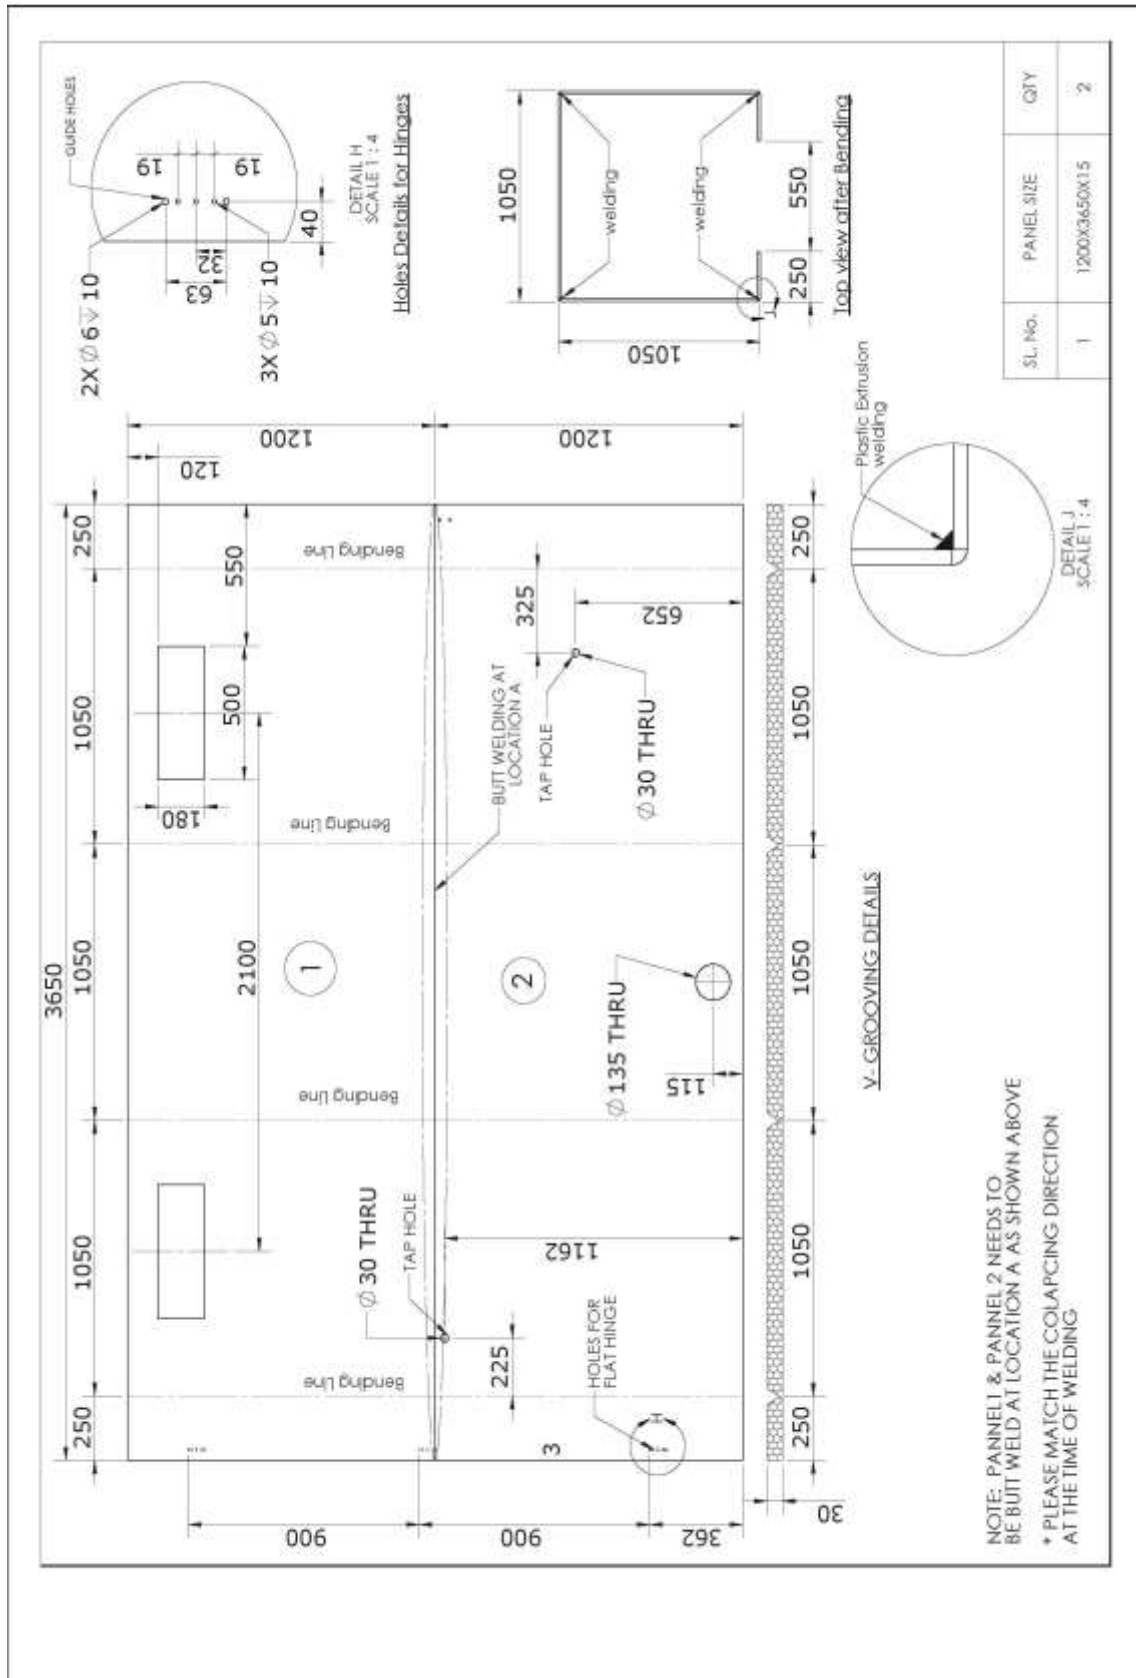 3650
250
1050
1050
1050
250
120
1200
1200
180
500
550
2100
Bending Line
Bending Line
Bending Line
Bending Line
1
2
3
Ø 30 THRU
TAP HOLE
225
1162
HOLES FOR
FLAT HINGE
H
BUTT WELDING AT
LOCATION A
TAP HOLE
325
652
Ø 30 THRU
Ø 135 THRU
115
900
900
362
30
250
1050
1050
1050
250
V- GROOVING DETAILS
GUIDE HOLES
2X Ø 6 ↧ 10
3X Ø 5 ↧ 10
19
19
63
32
40
DETAIL H
SCALE 1 : 4
Holes Details for Hinges
1050
1050
welding
welding
250
550
J
Top view after Bending
Plastic Extrusion
welding
DETAIL J
SCALE 1 : 4
NOTE: PANNEL1 & PANNEL 2 NEEDS TO
BE BUTT WELD AT LOCATION A AS SHOWN ABOVE
* PLEASE MATCH THE COLAPCING DIRECTION
AT THE TIME OF WELDING
SL. No. PANEL SIZE QTY
1 1200X3650X15 2